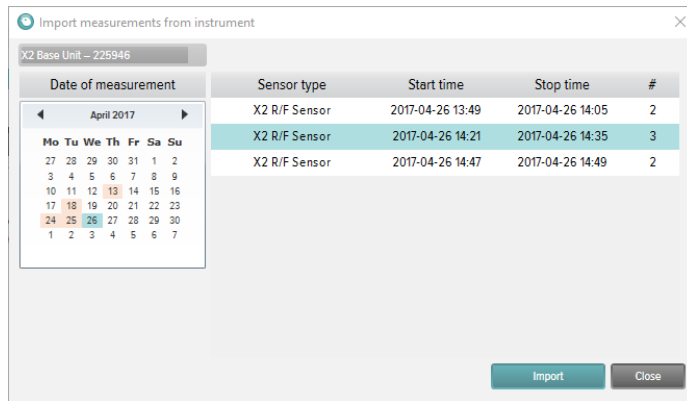 Import measurements from instrument
X2 Base Unit – 225946
Date of measurement
April 2017
Mo Tu We Th Fr Sa Su
27 28 29 30 31 1 2
3 4 5 6 7 8 9
10 11 12 13 14 15 16
17 18 19 20 21 22 23
24 25 26 27 28 29 30
1 2 3 4 5 6 7
Sensor type Start time Stop time #
X2 R/F Sensor 2017-04-26 13:49 2017-04-26 14:05 2
X2 R/F Sensor 2017-04-26 14:21 2017-04-26 14:35 3
X2 R/F Sensor 2017-04-26 14:47 2017-04-26 14:49 2
Import Close